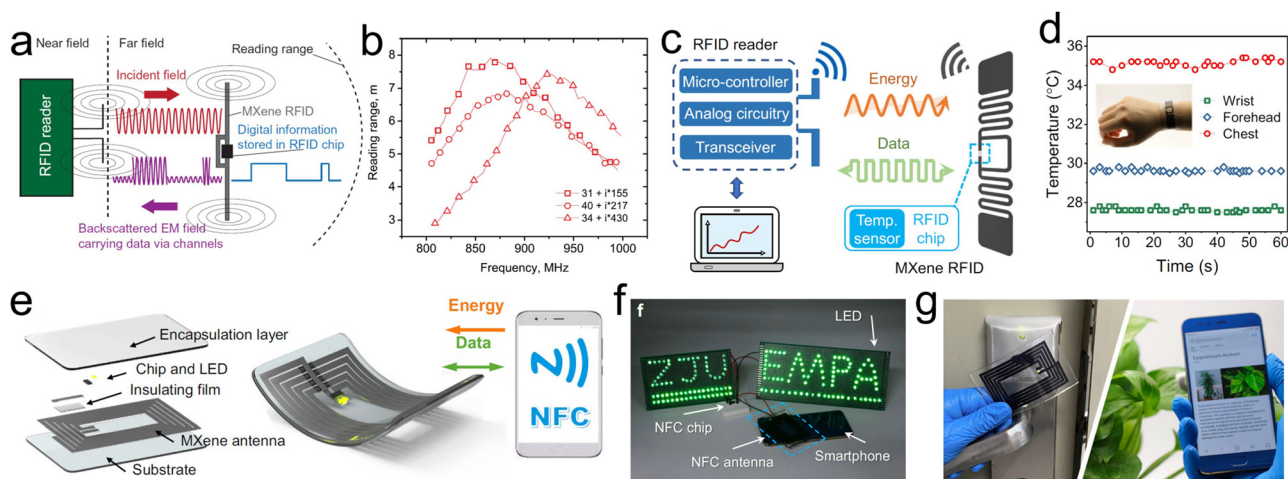 a
Near field
Far field
Reading range
Incident field
MXene RFID
Digital information
stored in RFID chip
RFID reader
Backscattered EM field
carrying data via channels
b
Reading range, m
8
7
6
5
4
3
31 + i*155
40 + i*217
34 + i*430
800 850 900 950 1000
Frequency, MHz
c
RFID reader
Micro-controller
Analog circuitry
Transceiver
Energy
Data
Temp.
sensor
RFID
chip
MXene RFID
d
Temperature (°C)
36
34
32
30
28
Wrist
Forehead
Chest
0 10 20 30 40 50 60
Time (s)
e
Encapsulation layer
Chip and LED
Insulating film
MXene antenna
Substrate
Energy
Data
NFC
f
f
LED
ZJU
EMPA
NFC chip
NFC antenna
Smartphone
g